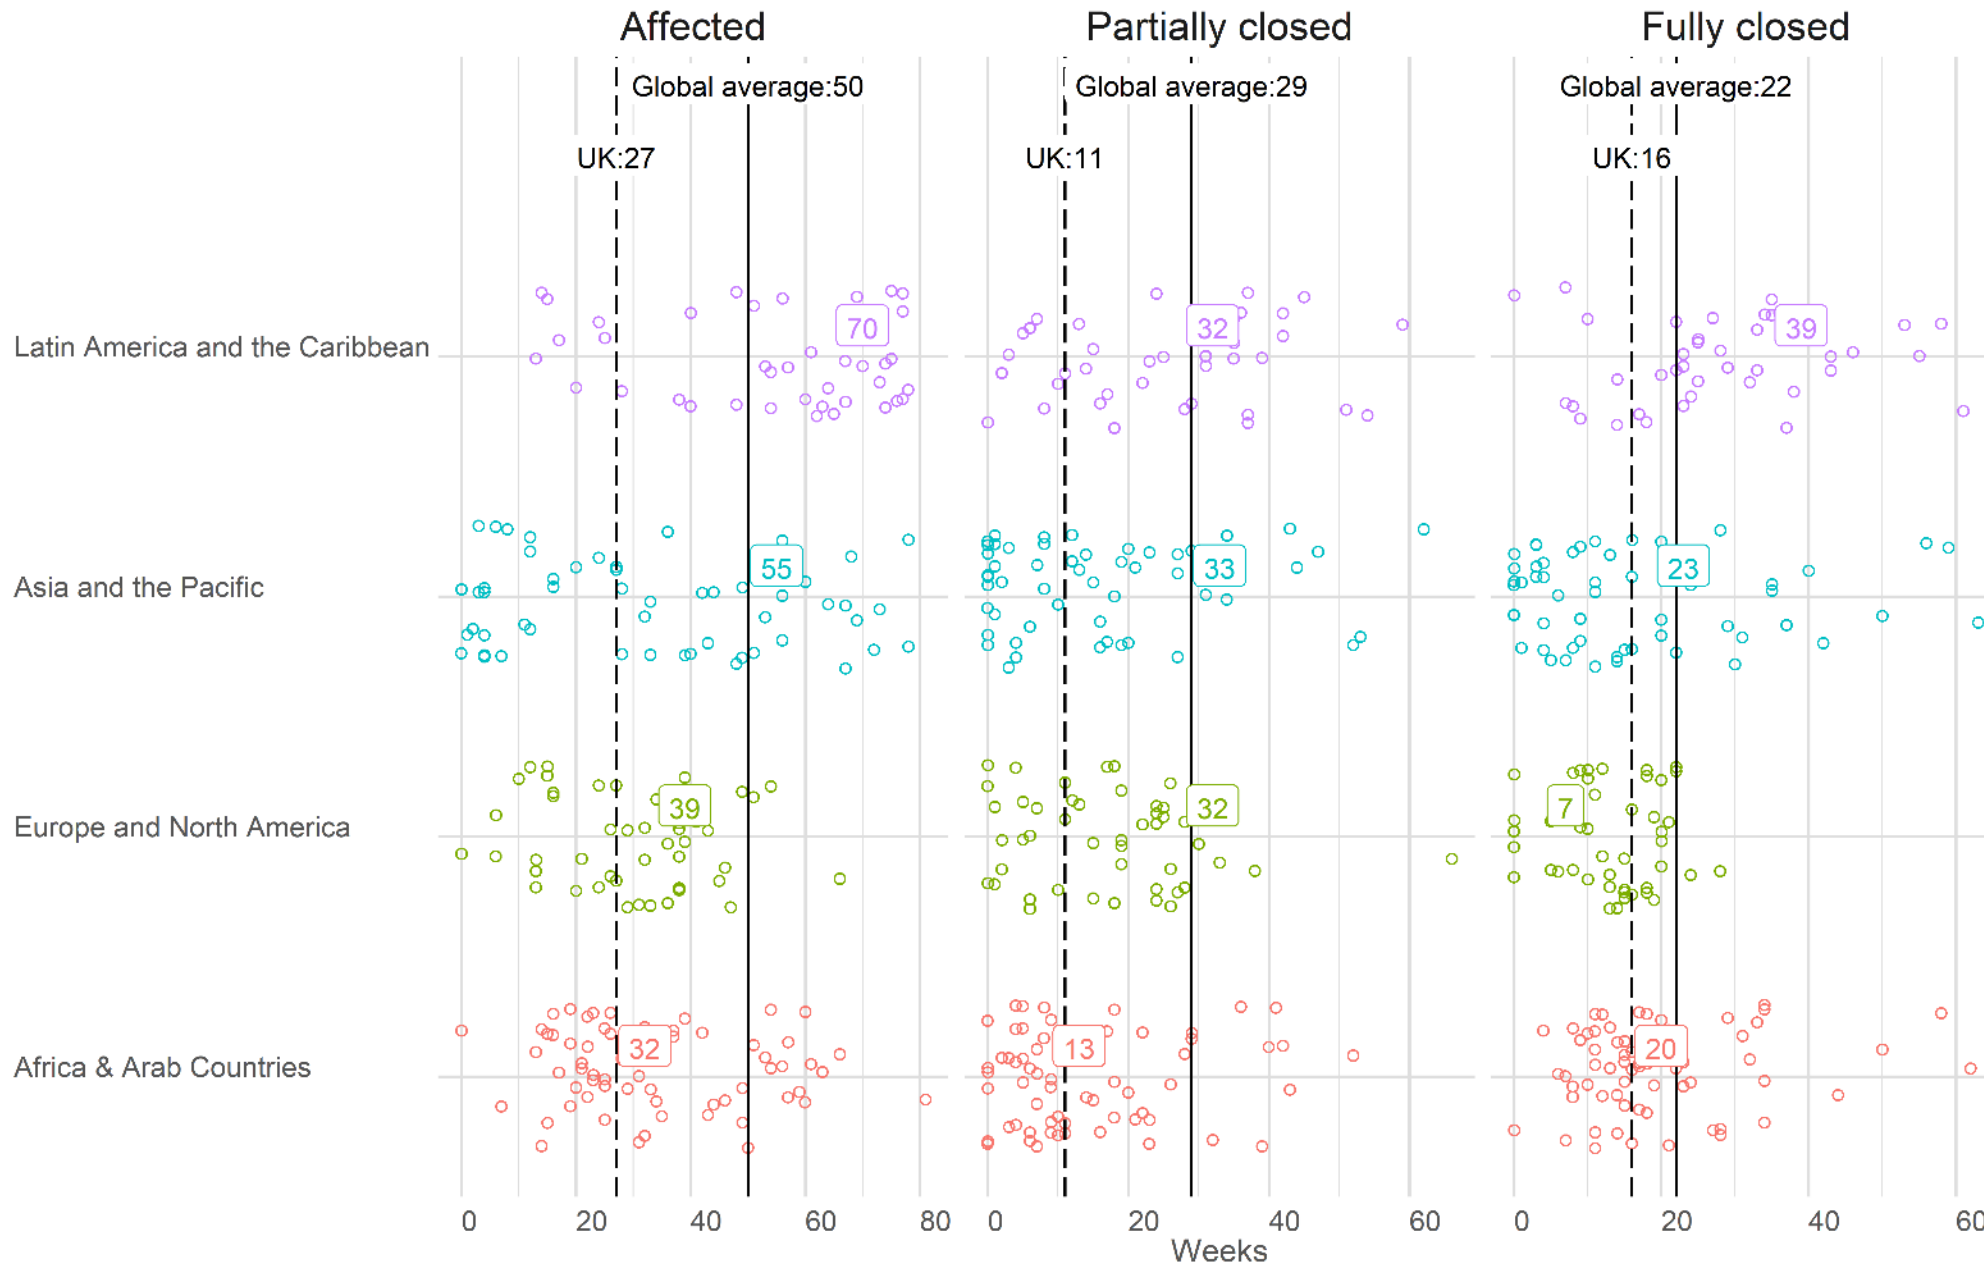 Affected Partially closed Fully closed
Global average:50 Global average:29 Global average:22
UK:27 UK:11 UK:16
Latin America and the Caribbean 70 32 39
Asia and the Pacific 55 33 23
Europe and North America 39 32 7
Africa & Arab Countries 32 13 20
0 20 40 60 80 0 20 40 60 0 20 40 60
Weeks